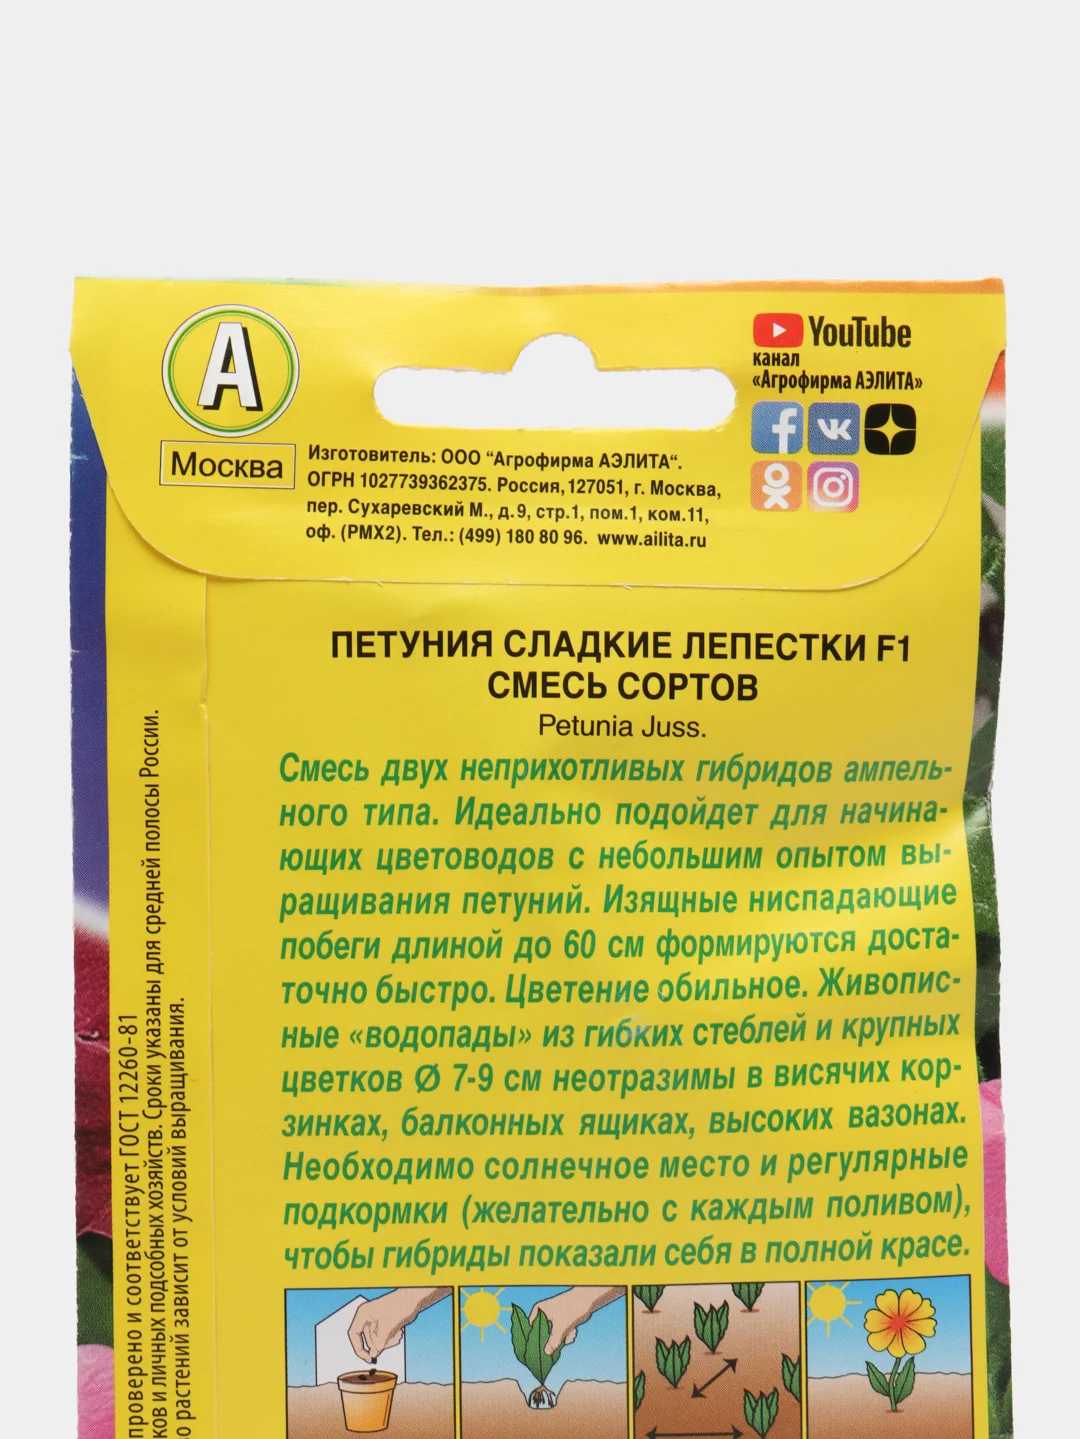 А
Москва
YouTube
канал
«Агрофирма АЭЛИТА»
Изготовитель: ООО “Агрофирма АЭЛИТА“.
ОГРН 1027739362375. Россия, 127051, г. Москва,
пер. Сухаревский М., д.9, стр.1, пом.1, ком.11,
оф. (РМХ2). Тел.: (499) 180 80 96. www.ailita.ru
ПЕТУНИЯ СЛАДКИЕ ЛЕПЕСТКИ F1
СМЕСЬ СОРТОВ
Petunia Juss.
Смесь двух неприхотливых гибридов ампель-
ного типа. Идеально подойдет для начина-
ющих цветоводов с небольшим опытом вы-
ращивания петуний. Изящные ниспадающие
побеги длиной до 60 см формируются доста-
точно быстро. Цветение обильное. Живопис-
ные «водопады» из гибких стеблей и крупных
цветков Ø 7-9 см неотразимы в висячих кор-
зинках, балконных ящиках, высоких вазонах.
Необходимо солнечное место и регулярные
подкормки (желательно с каждым поливом),
чтобы гибриды показали себя в полной красе.
проверено и соответствует ГОСТ 12260-81
ков и личных подсобных хозяйств. Сроки указаны для средней полосы России.
о растений зависит от условий выращивания.